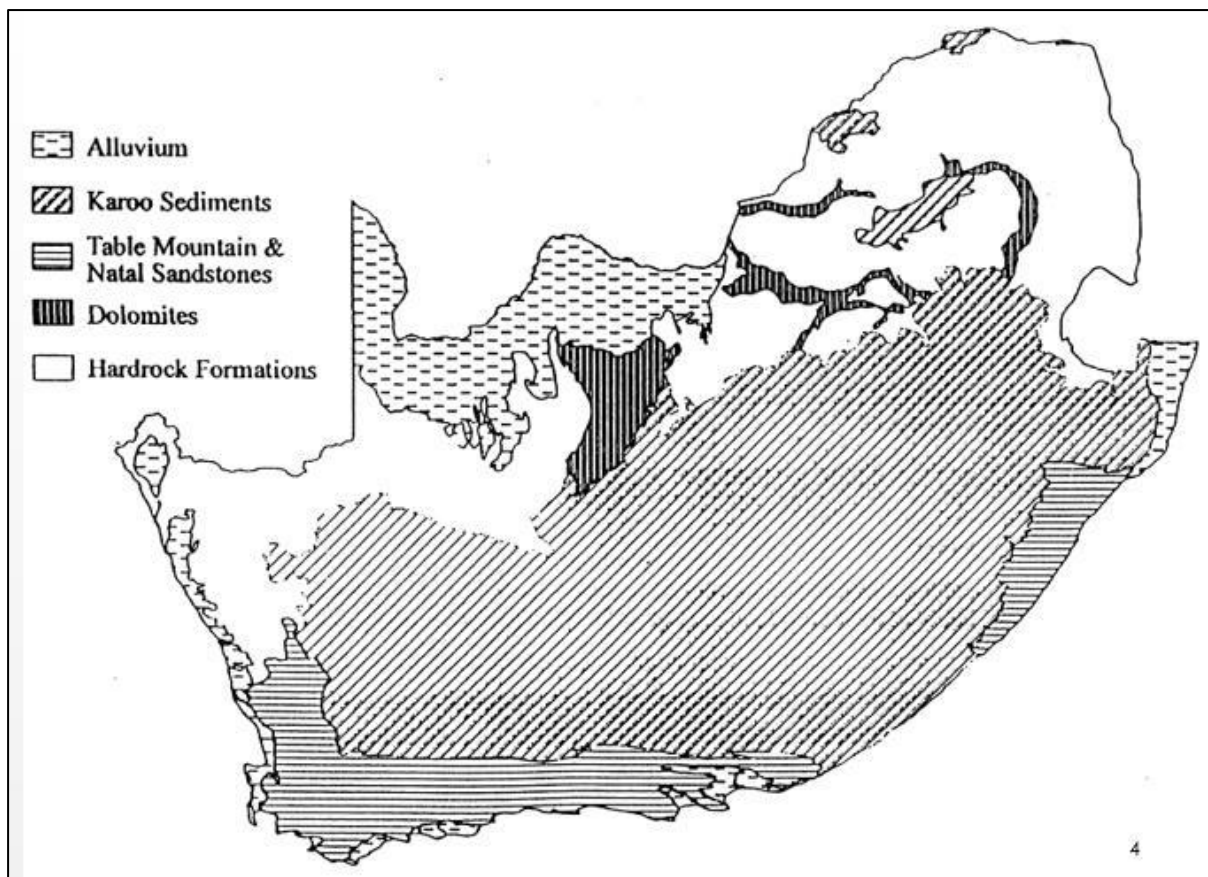 Alluvium
Karoo Sediments
Table Mountain &
Natal Sandstones
Dolomites
Hardrock Formations
4